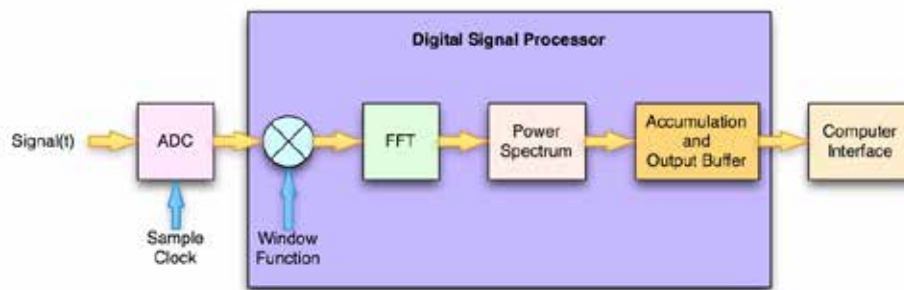 Digital Signal Processor
Signal(t)
ADC
FFT
Power
Spectrum
Accumulation
and
Output Buffer
Computer
Interface
Sample
Clock
Window
Function